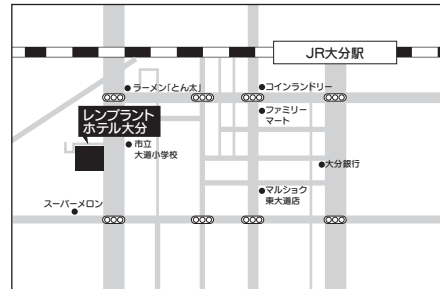 JR大分駅
ラーメン「とん太」
コインランドリー
レンブラント
ホテル大分
ファミリー
マート
市立
大道小学校
大分銀行
スーパーメロン
マルショク
東大道店